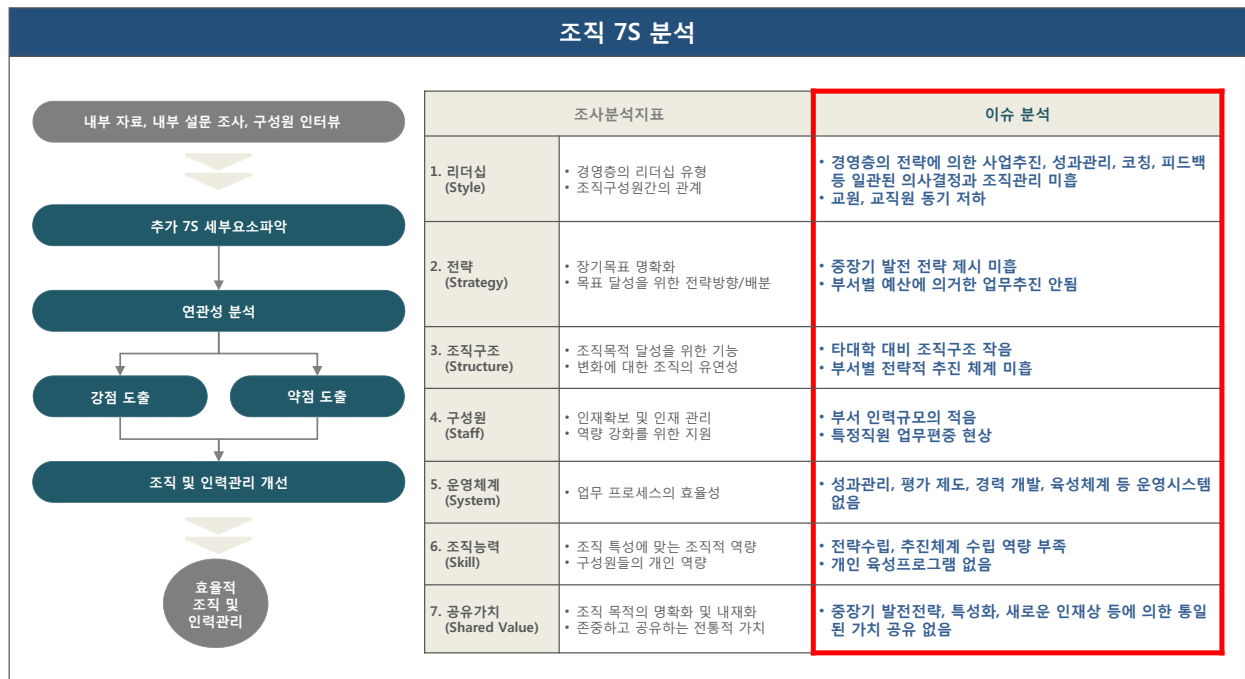 조직 7S 분석
내부 자료, 내부 설문 조사, 구성원 인터뷰
추가 7S 세부요소파악
연관성 분석
강점 도출
약점 도출
조직 및 인력관리 개선
효율적
조직 및
인력관리
조사분석지표
이슈 분석
1. 리더십
(Style)
• 경영층의 리더십 유형
• 조직구성원간의 관계
• 경영층의 전략에 의한 사업추진, 성과관리, 코칭, 피드백
등 일관된 의사결정과 조직관리 미흡
• 교원, 교직원 동기 저하
2. 전략
(Strategy)
• 장기목표 명확화
• 목표 달성을 위한 전략방향/배분
• 중장기 발전 전략 제시 미흡
• 부서별 예산에 의거한 업무추진 안됨
3. 조직구조
(Structure)
• 조직목적 달성을 위한 기능
• 변화에 대한 조직의 유연성
• 타대학 대비 조직구조 작음
• 부서별 전략적 추진 체계 미흡
4. 구성원
(Staff)
• 인재확보 및 인재 관리
• 역량 강화를 위한 지원
• 부서 인력규모의 적음
• 특정직원 업무편중 현상
5. 운영체계
(System)
• 업무 프로세스의 효율성
• 성과관리, 평가 제도, 경력 개발, 육성체계 등 운영시스템
없음
6. 조직능력
(Skill)
• 조직 특성에 맞는 조직적 역량
• 구성원들의 개인 역량
• 전략수립, 추진체계 수립 역량 부족
• 개인 육성프로그램 없음
7. 공유가치
(Shared Value)
• 조직 목적의 명확화 및 내재화
• 존중하고 공유하는 전통적 가치
• 중장기 발전전략, 특성화, 새로운 인재상 등에 의한 통일
된 가치 공유 없음